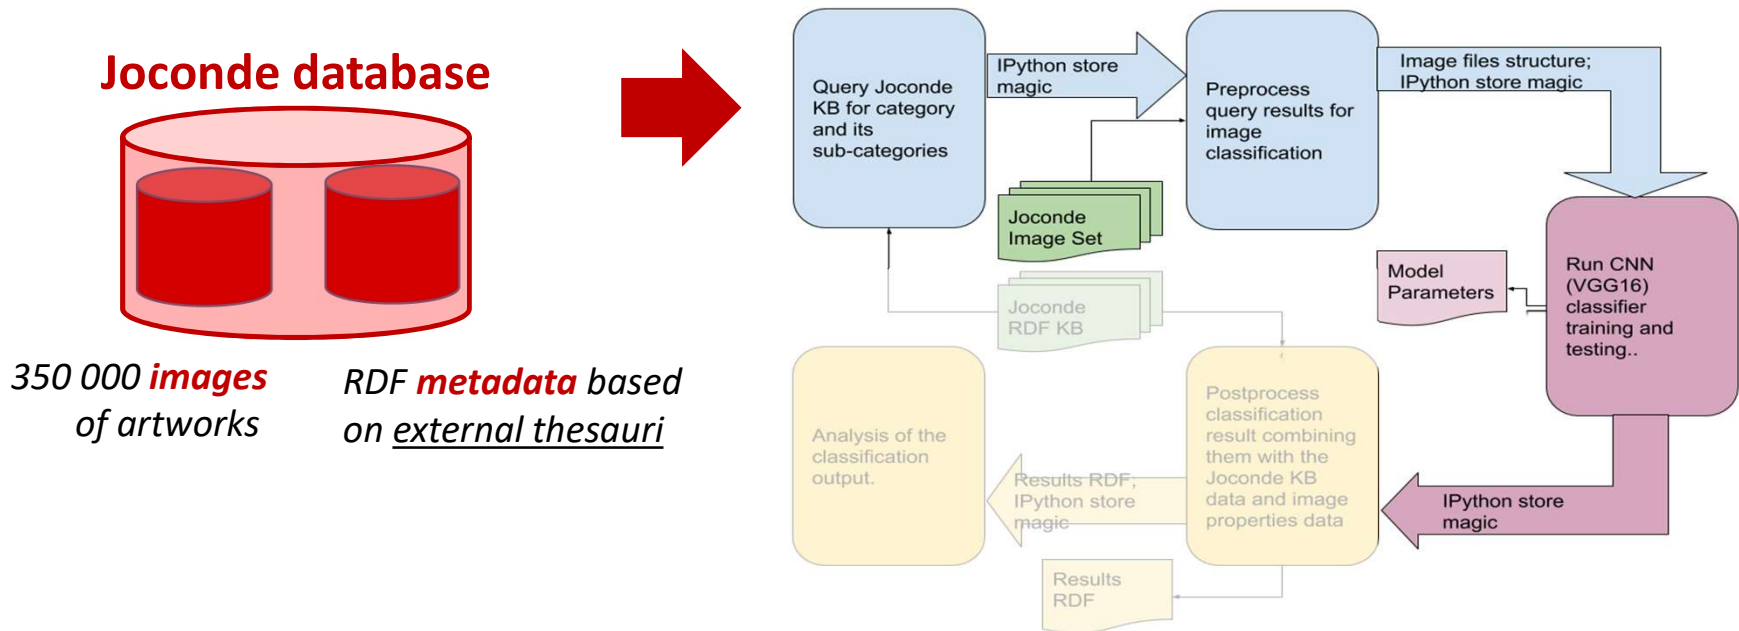 Joconde database
350 000 images
of artworks
RDF metadata based
on external thesauri
Query Joconde
KB for category
and its
sub-categories
IPython store
magic
Preprocess
query results for
image
classification
Image files structure;
IPython store magic
Joconde
Image Set
Joconde
RDF KB
Model
Parameters
Run CNN
(VGG16)
classifier
training and
testing..
IPython store
magic
Postprocess
classification
result combining
them with the
Joconde KB
data and image
properties data
Results RDF;
IPython store
magic
Analysis of the
classification
output.
Results
RDF